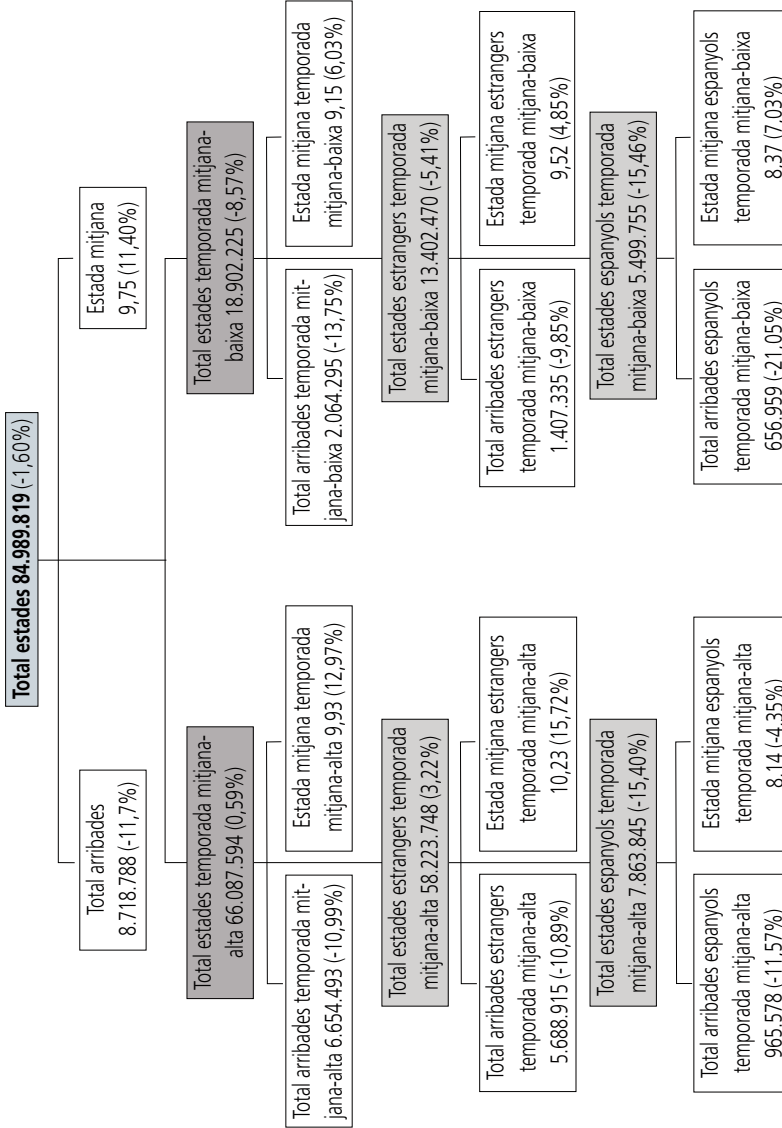 Total estades 84.989.819 (-1,60%)
Total arribades
8.718.788 (-11,7%)
Estada mitjana
9,75 (11,40%)
Total estades temporada mitjana-
alta 66.087.594 (0,59%)
Total arribades temporada mit-
jana-alta 6.654.493 (-10,99%)
Estada mitjana temporada
mitjana-alta 9,93 (12,97%)
Total estades estrangers temporada
mitjana-alta 58.223.748 (3,22%)
Total arribades estrangers
temporada mitjana-alta
5.688.915 (-10,89%)
Estada mitjana estrangers
temporada mitjana-alta
10,23 (15,72%)
Total estades espanyols temporada
mitjana-alta 7.863.845 (-15,40%)
Total arribades espanyols
temporada mitjana-alta
965.578 (-11,57%)
Estada mitjana espanyols
temporada mitjana-alta
8,14 (-4,35%)
Total estades temporada mitjana-
baixa 18.902.225 (-8,57%)
Total arribades temporada mit-
jana-baixa 2.064.295 (-13,75%)
Estada mitjana temporada
mitjana-baixa 9,15 (6,03%)
Total estades estrangers temporada
mitjana-baixa 13.402.470 (-5,41%)
Total arribades estrangers
temporada mitjana-baixa
1.407.335 (-9,85%)
Estada mitjana estrangers
temporada mitjana-baixa
9,52 (4,85%)
Total estades espanyols temporada
mitjana-baixa 5.499.755 (-15,46%)
Total arribades espanyols
temporada mitjana-baixa
656.959 (-21,05%)
Estada mitjana espanyols
temporada mitjana-baixa
8,37 (7,03%)